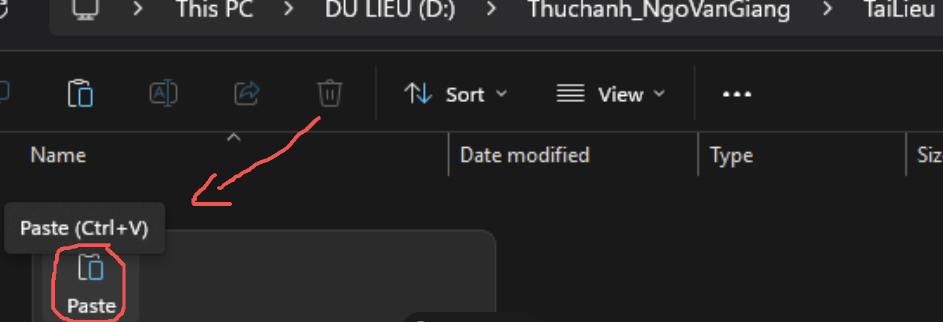 This PC > DU LIEU (D:) > Thuchanh_NgoVanGiang > TaiLieu
Sort View
Name Date modified Type Siz
Paste (Ctrl+V)
Paste